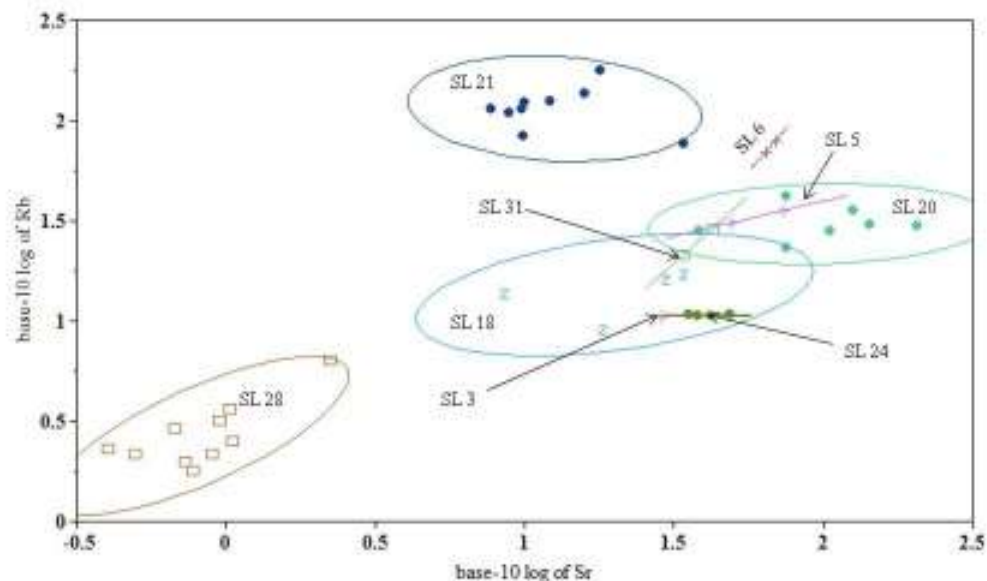 2.5
SL 21
2
SL 6
SL 5
1.5
SL 31
SL 20
1
SL 18
SL 24
SL 3
0.5
SL 28
0
-0.5
0
0.5
1
1.5
2
2.5
base-10 log of Rb
base-10 log of Sr